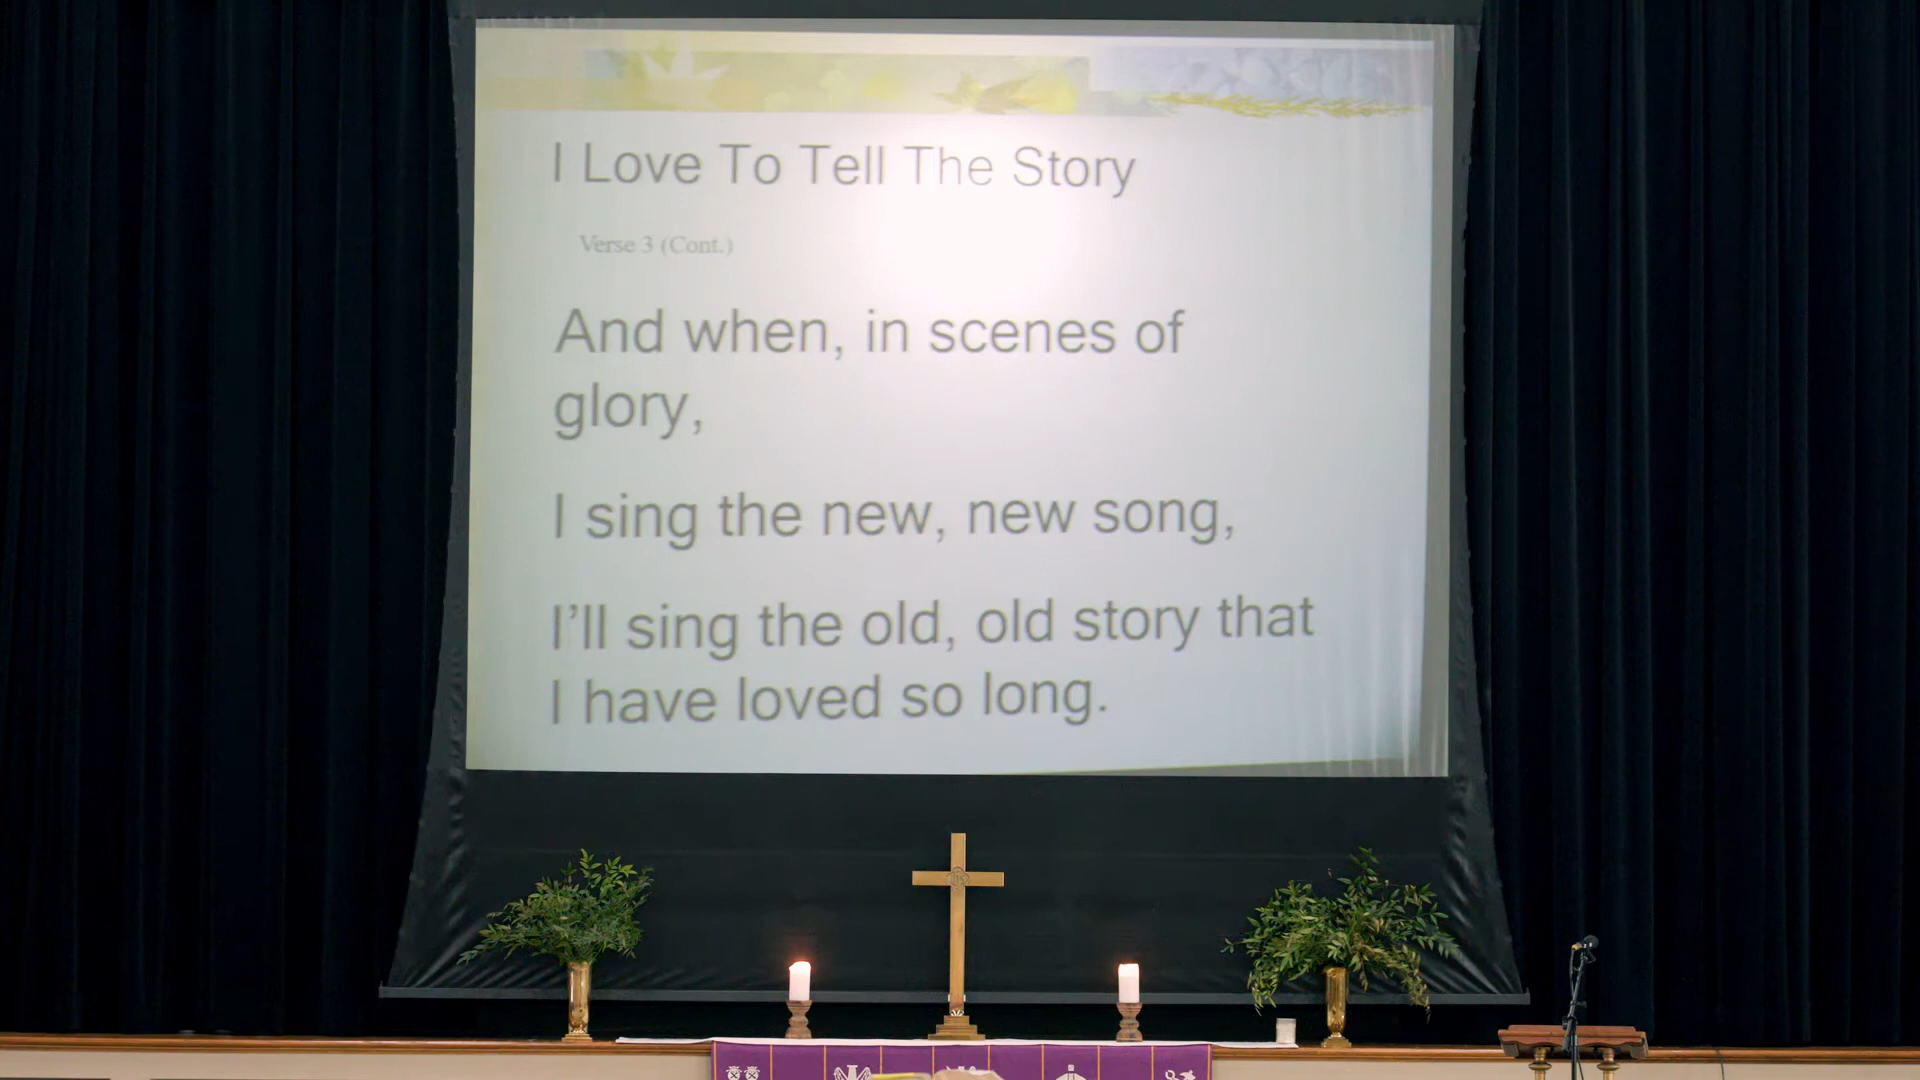 I Love To Tell The Story
Verse 3 (Cont.)
And when, in scenes of
glory,
I sing the new, new song,
I'll sing the old, old story that
I have loved so long.